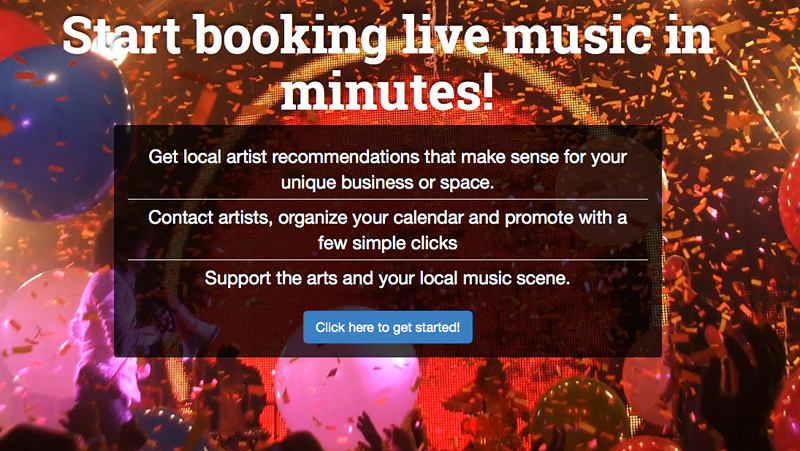 Start booking live music in
minutes!
Get local artist recommendations that make sense for your
unique business or space.
Contact artists, organize your calendar and promote with a
few simple clicks
Support the arts and your local music scene.
Click here to get started!